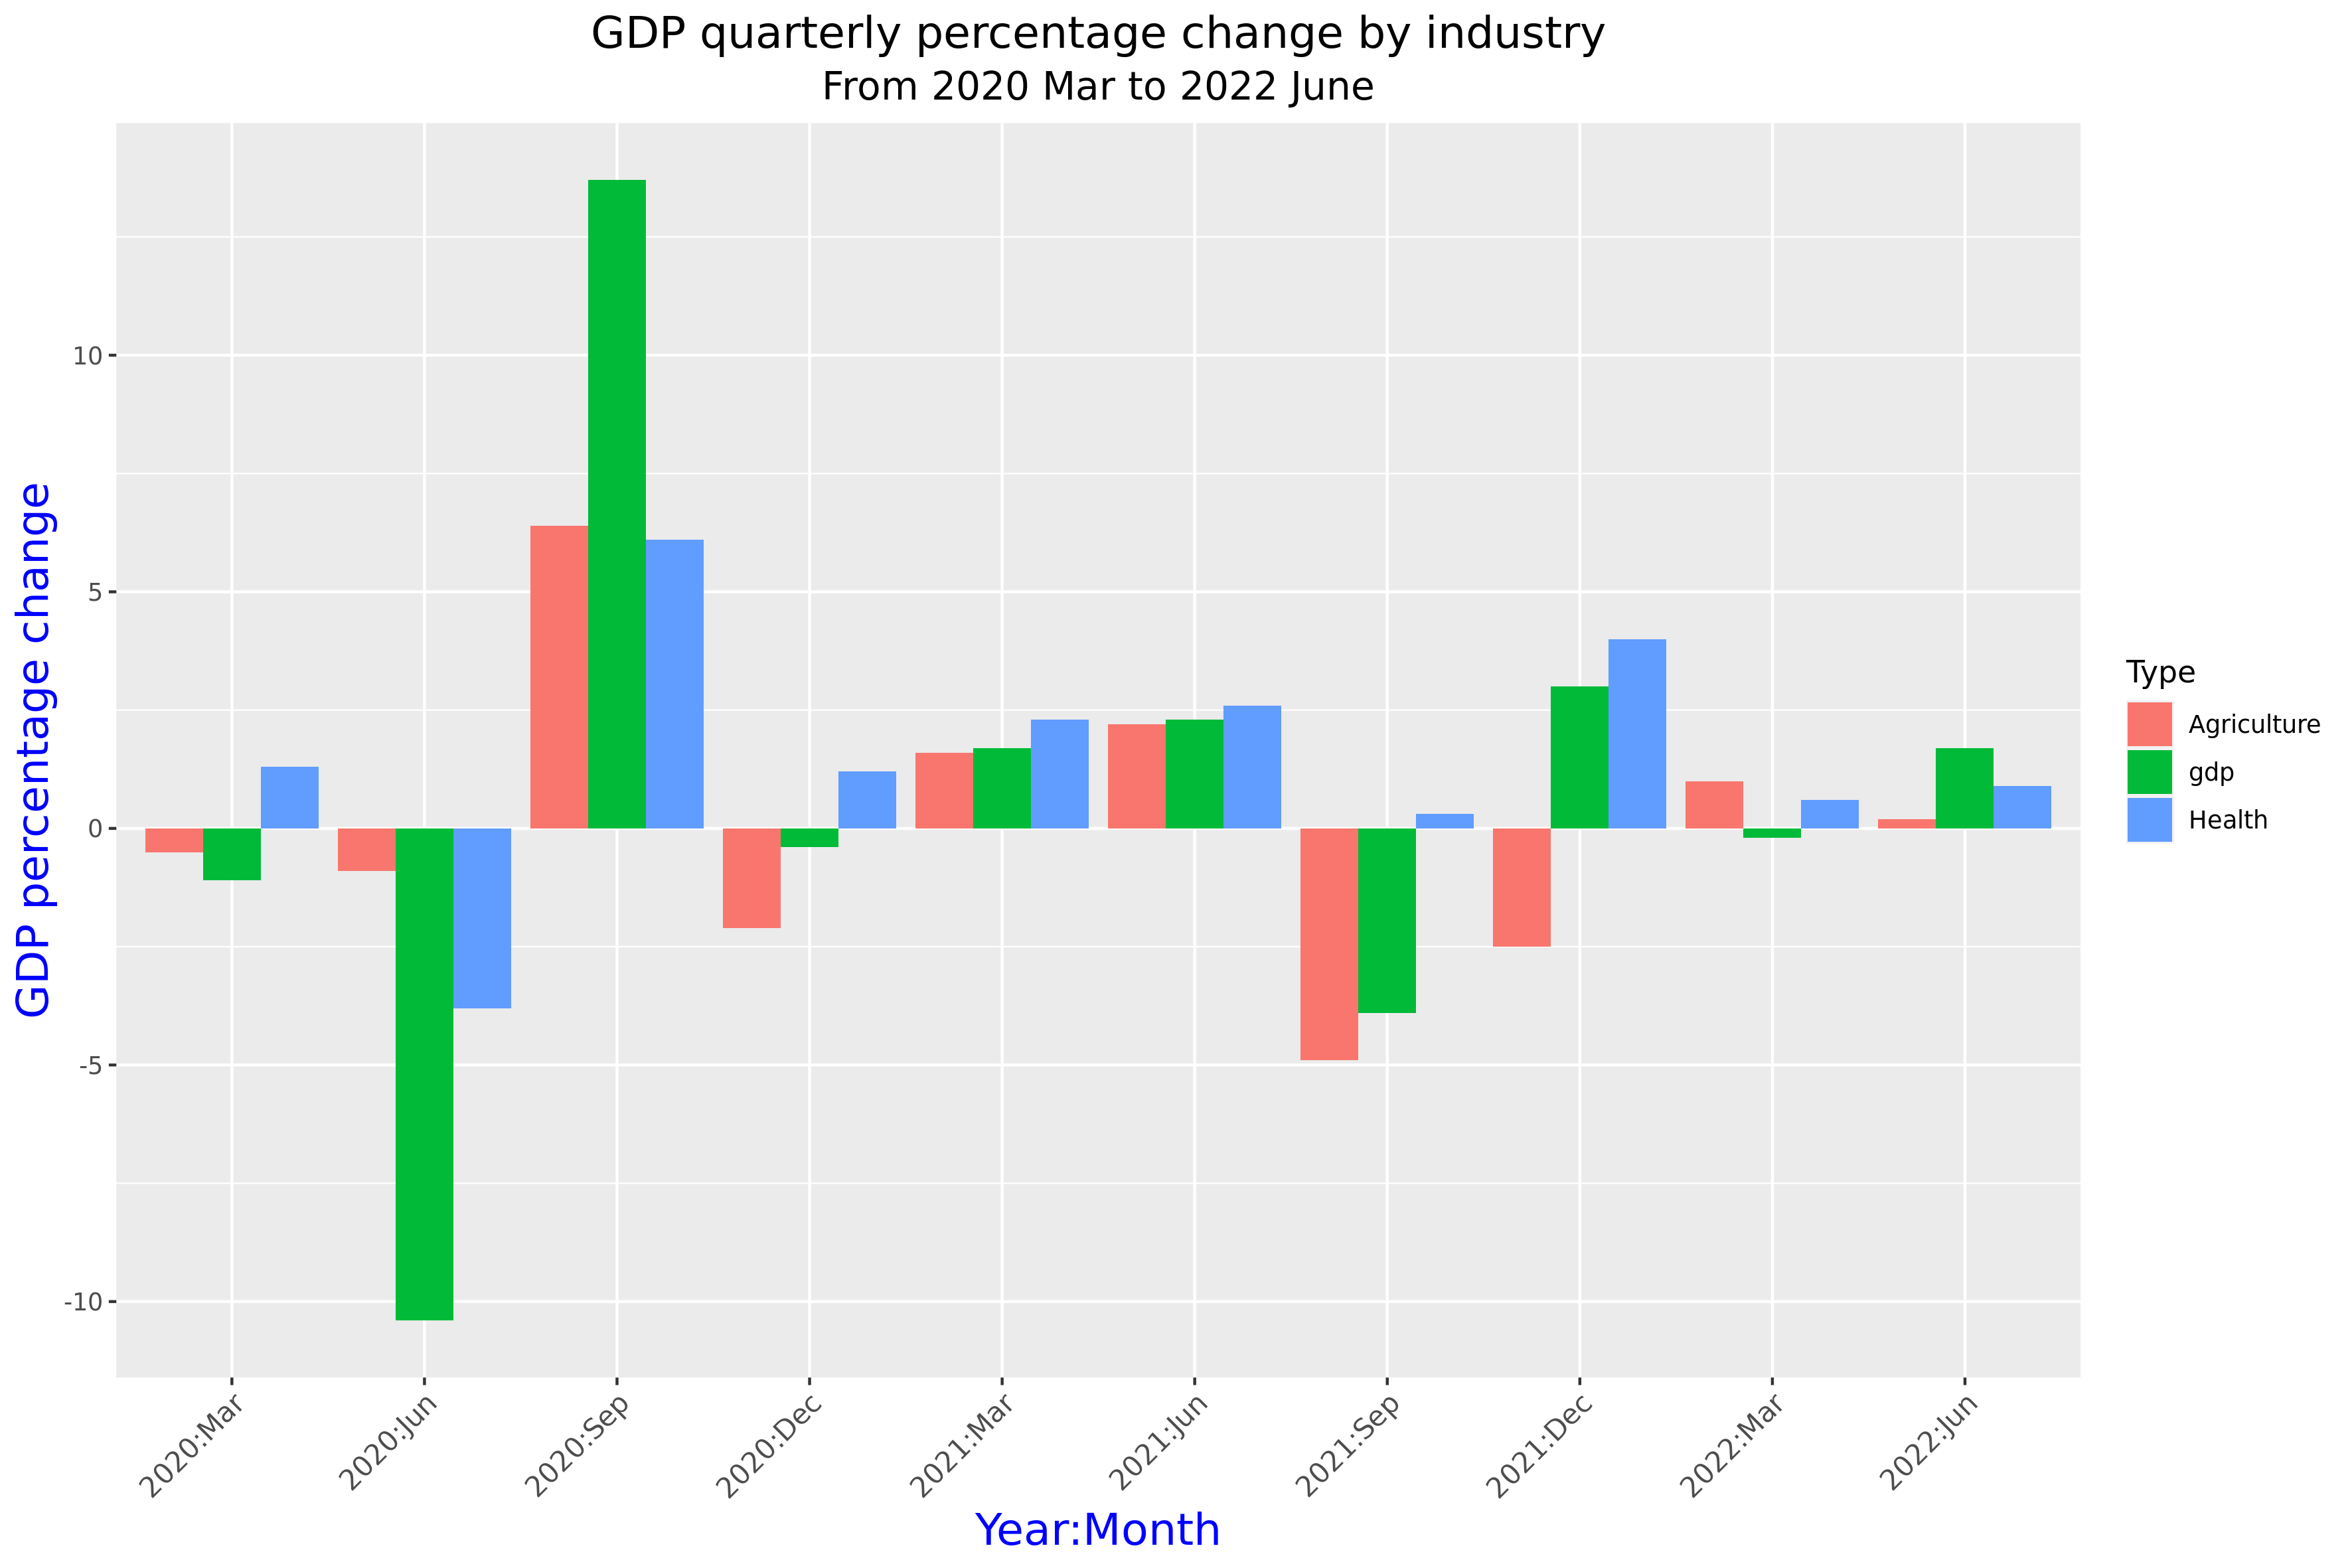 GDP quarterly percentage change by industry
From 2020 Mar to 2022 June
GDP percentage change
10
5
0
-5
-10
2020:Mar
2020:Jun
2020:Sep
2020:Dec
2021:Mar
2021:Jun
2021:Sep
2021:Dec
2022:Mar
2022:Jun
Year:Month
Type
Agriculture
gdp
Health